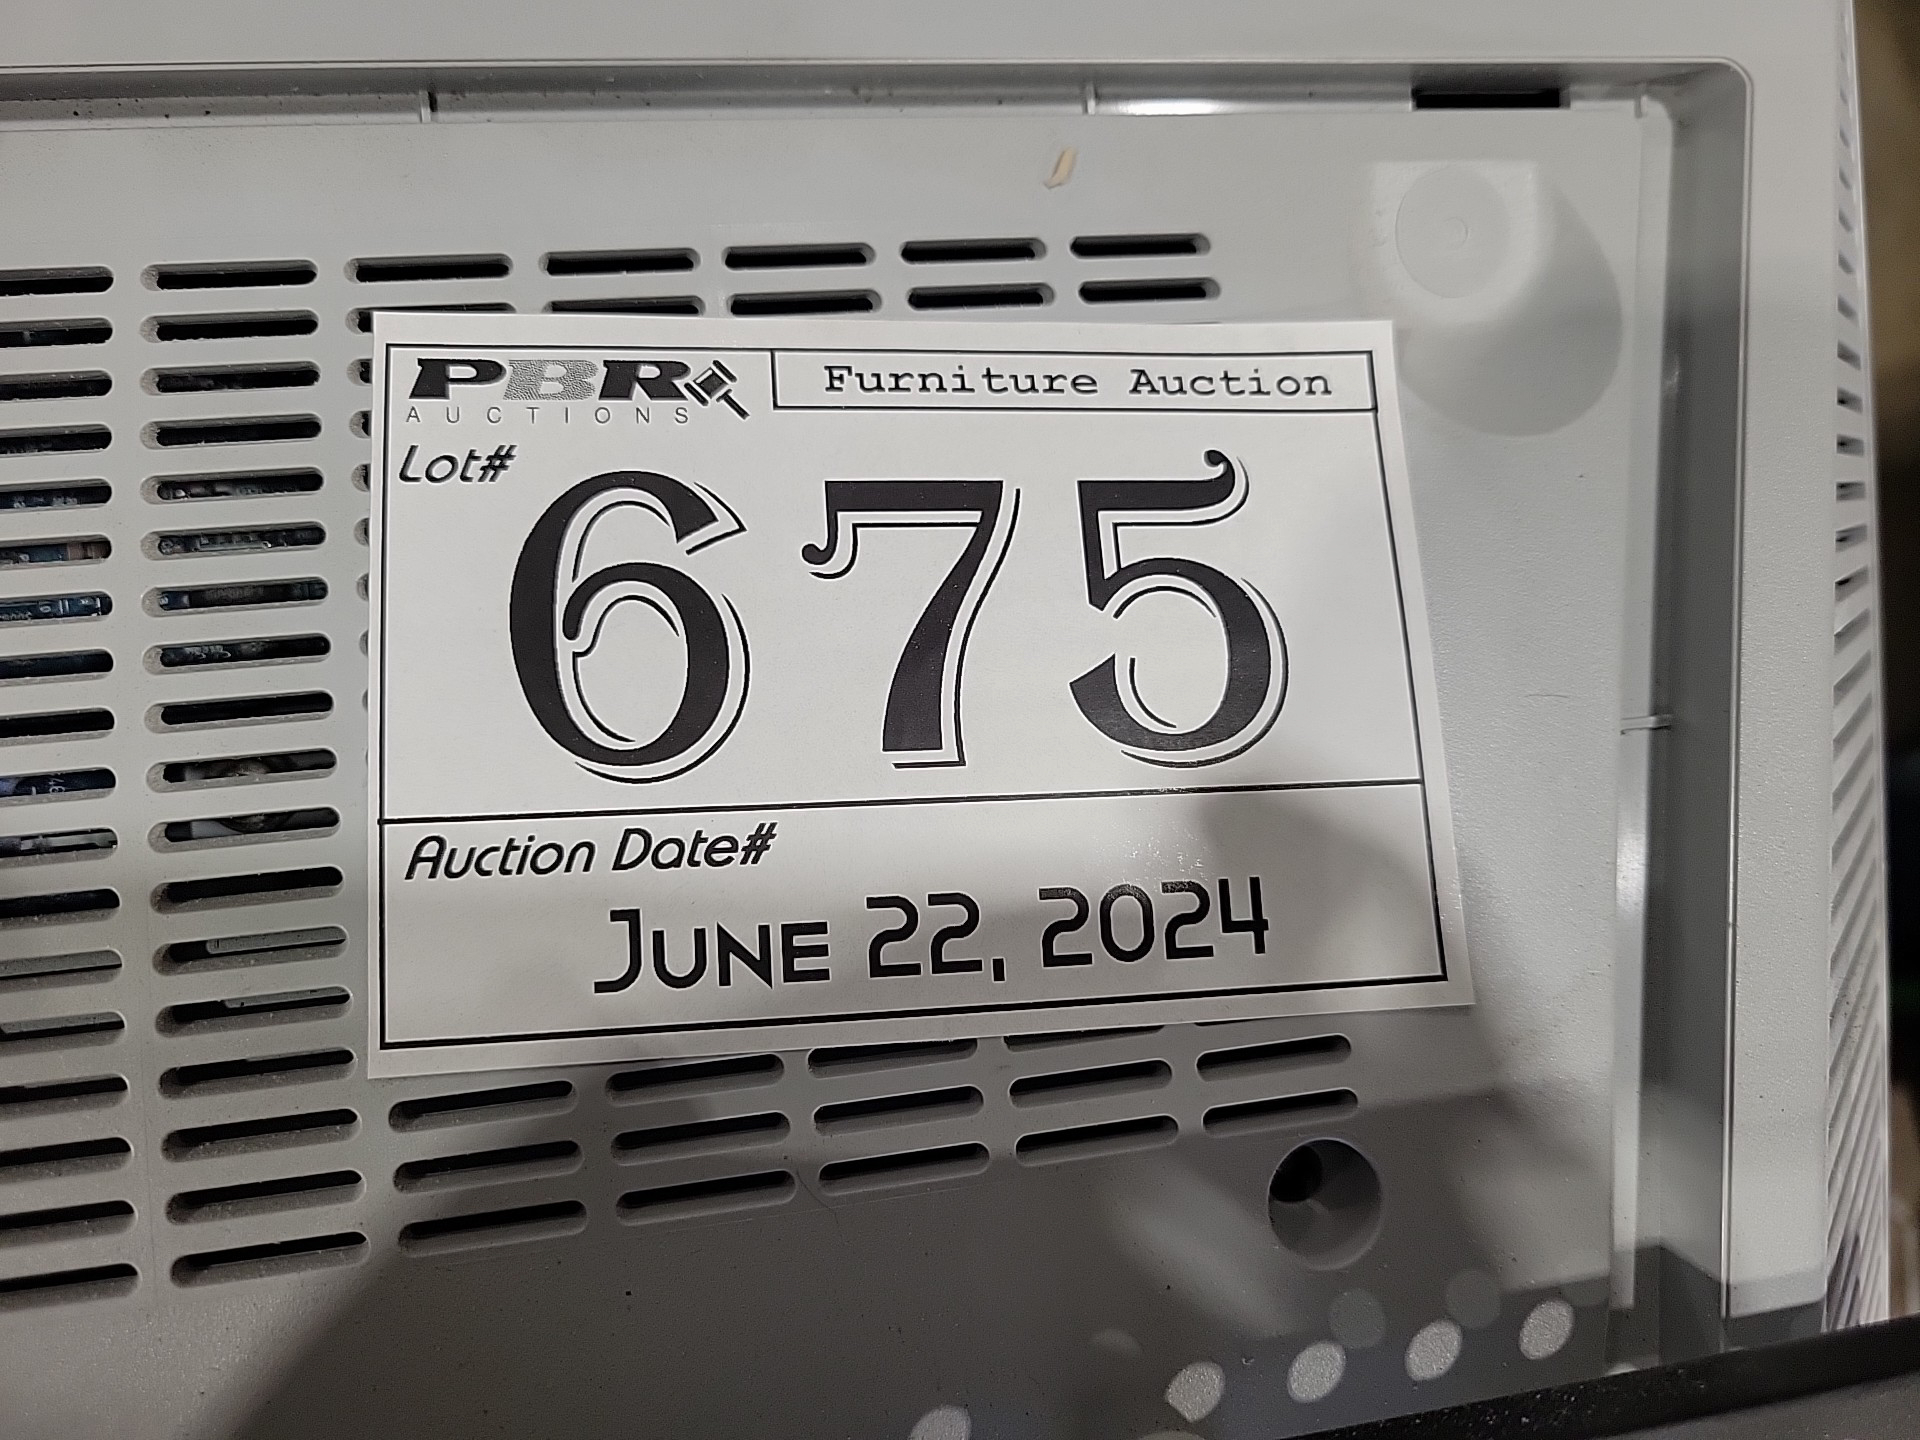 PBR
AUCTIONS
Furniture Auction
Lot#
675
Auction Date#
June 22, 2024